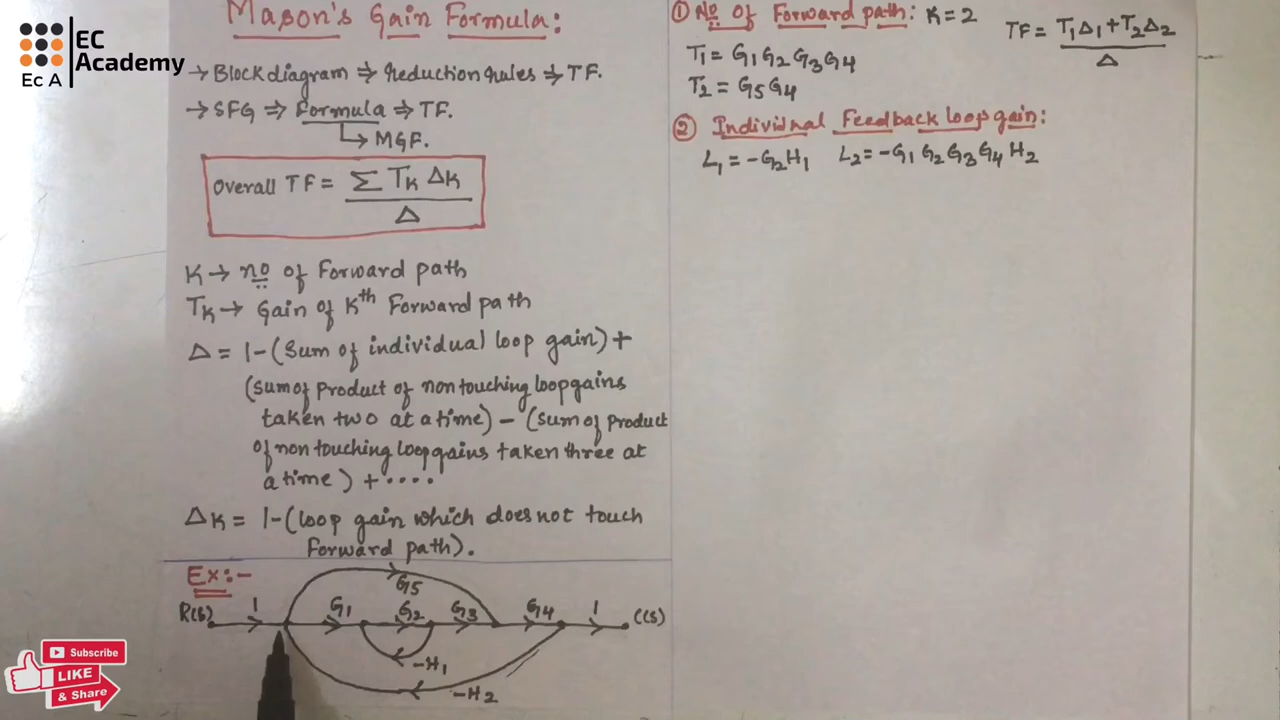 EC
Academy
Ec A
Mason's Gain Formula:
→ Block diagram ⇒ Reduction Rules ⇒ TF.
→ SFG ⇒ Formula ⇒ TF.
↳ MGF.
Overall TF = Σ TK ΔK
Δ
K → no of Forward path
TK → Gain of Kth Forward path
Δ = 1-(Sum of individual loop gain) +
(sum of product of non touching loop gains
taken two at a time) - (sum of product
of non touching loop gains taken three at
a time) + ....
ΔK = 1-(loop gain which does not touch
Forward path).
Ex:-
G5
R(s) 1 G1 G2 G3 G4 1 C(s)
-H1
-H2
Subscribe
LIKE
& Share
① No of Forward path: K = 2
TF = T1Δ1 + T2Δ2
Δ
T1 = G1G2G3G4
T2 = G5G4
② Individual Feedback loop gain:
L1 = -G2H1 L2 = -G1G2G3G4H2